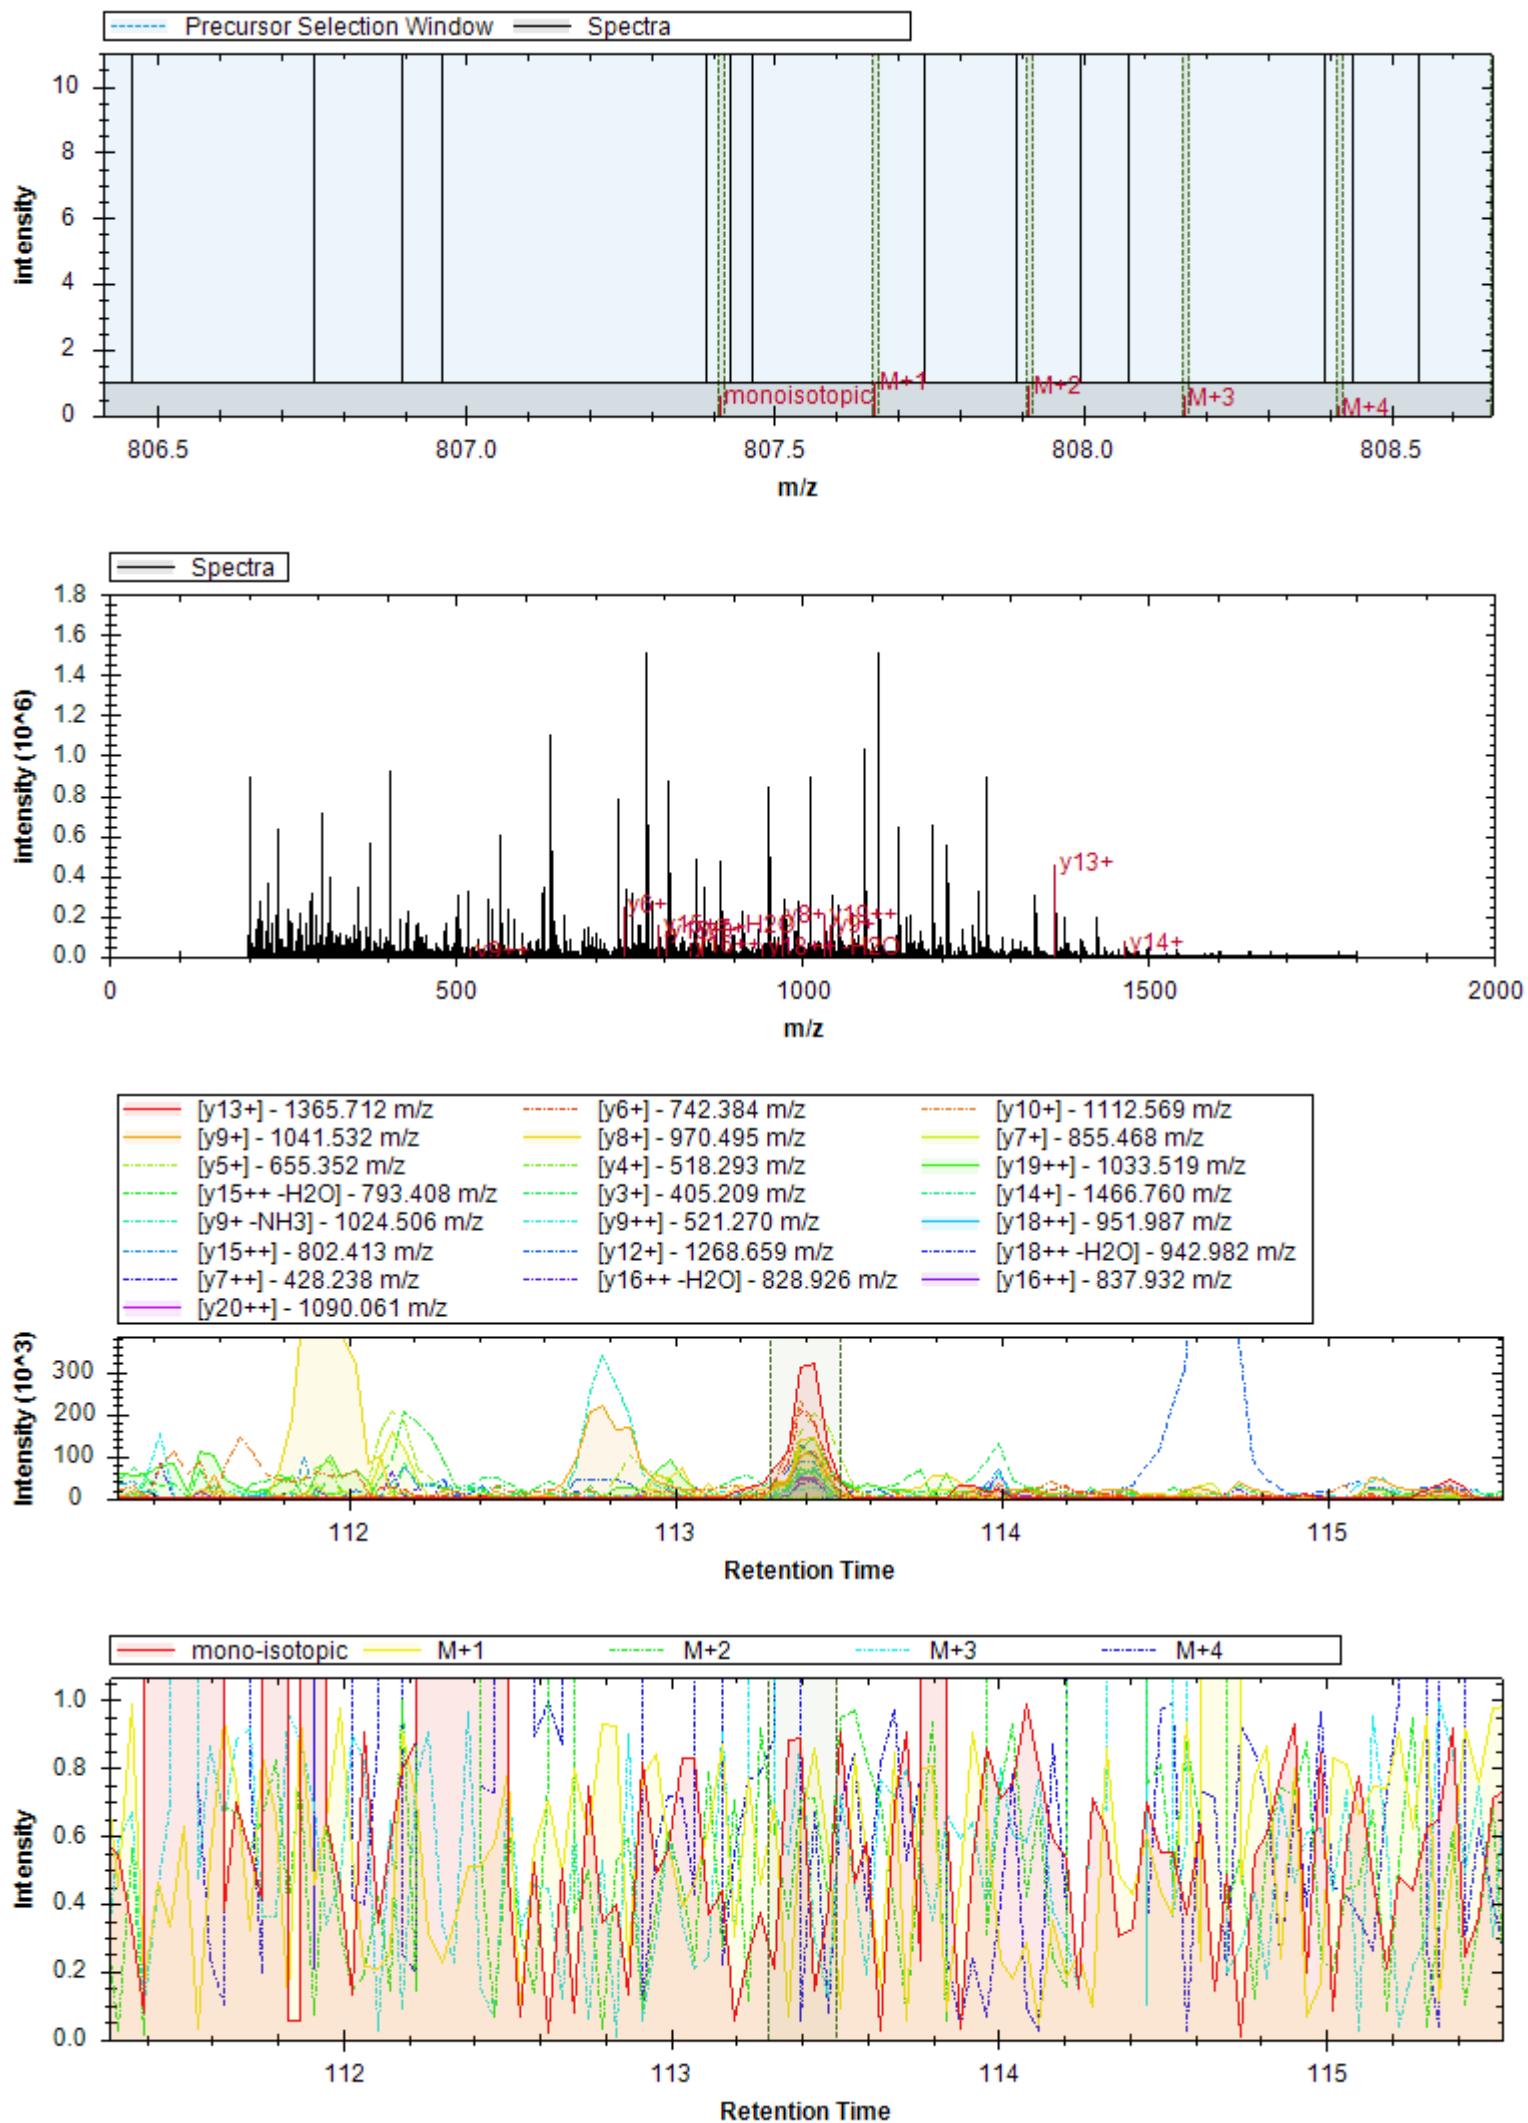 Precursor Selection Window Spectra
10
8
6
4
2
0
intensity
monoisotopic M+1 M+2 M+3 M+4
806.5 807.0 807.5 808.0 808.5
m/z
Spectra
1.8
1.6
1.4
1.2
1.0
0.8
0.6
0.4
0.2
0.0
intensity (10^6)
y13+
y6+
y8+
y14+
y9++
0 500 1000 1500 2000
m/z
[y13+] - 1365.712 m/z [y6+] - 742.384 m/z [y10+] - 1112.569 m/z
[y9+] - 1041.532 m/z [y8+] - 970.495 m/z [y7+] - 855.468 m/z
[y5+] - 655.352 m/z [y4+] - 518.293 m/z [y19++] - 1033.519 m/z
[y15++ -H2O] - 793.408 m/z [y3+] - 405.209 m/z [y14+] - 1466.760 m/z
[y9+ -NH3] - 1024.506 m/z [y9++] - 521.270 m/z [y18++] - 951.987 m/z
[y15++] - 802.413 m/z [y12+] - 1268.659 m/z [y18++ -H2O] - 942.982 m/z
[y7++] - 428.238 m/z [y16++ -H2O] - 828.926 m/z [y16++] - 837.932 m/z
[y20++] - 1090.061 m/z
300
200
100
0
Intensity (10^3)
112 113 114 115
Retention Time
mono-isotopic M+1 M+2 M+3 M+4
1.0
0.8
0.6
0.4
0.2
0.0
Intensity
112 113 114 115
Retention Time